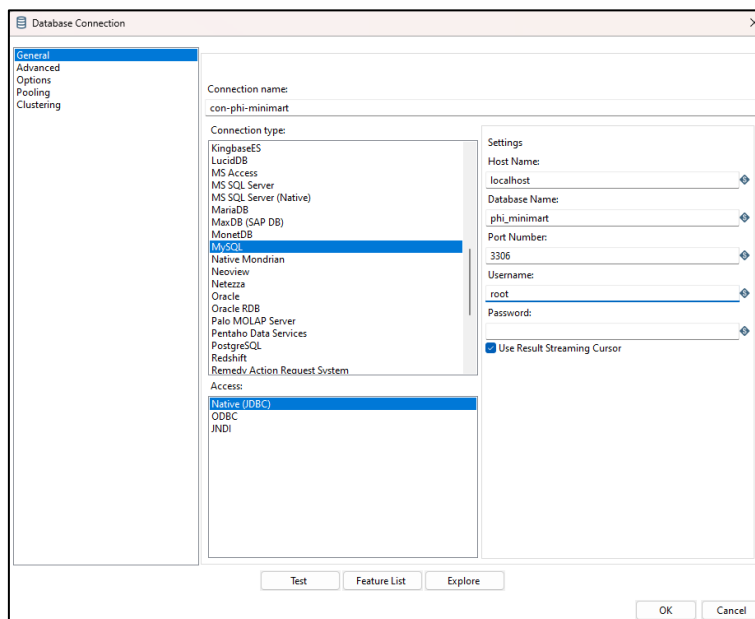 Database Connection
General
Advanced
Options
Pooling
Clustering
Connection name:
con-phi-minimart
Connection type:
KingbaseES
LucidDB
MS Access
MS SQL Server
MS SQL Server (Native)
MariaDB
MaxDB (SAP DB)
MonetDB
MySQL
Native Mondrian
Neoview
Netezza
Oracle
Oracle RDB
Palo MOLAP Server
Pentaho Data Services
PostgreSQL
Redshift
Remedy Action Request System
Access:
Native (JDBC)
ODBC
JNDI
Settings
Host Name:
localhost
Database Name:
phi_minimart
Port Number:
3306
Username:
root
Password:
Use Result Streaming Cursor
Test
Feature List
Explore
OK
Cancel